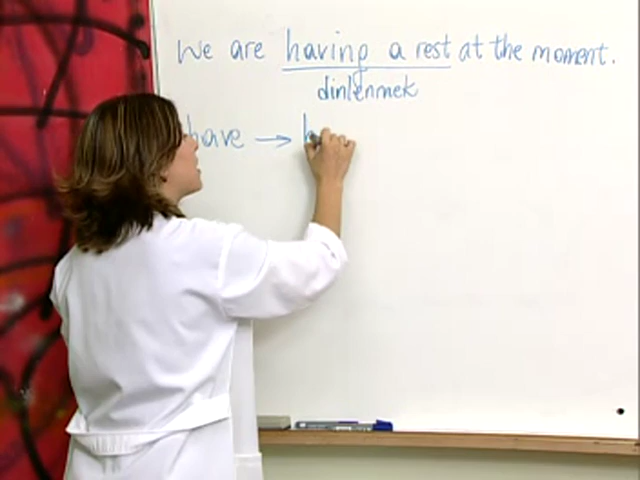 We are having a rest at the moment.
dinlenmek
have → h